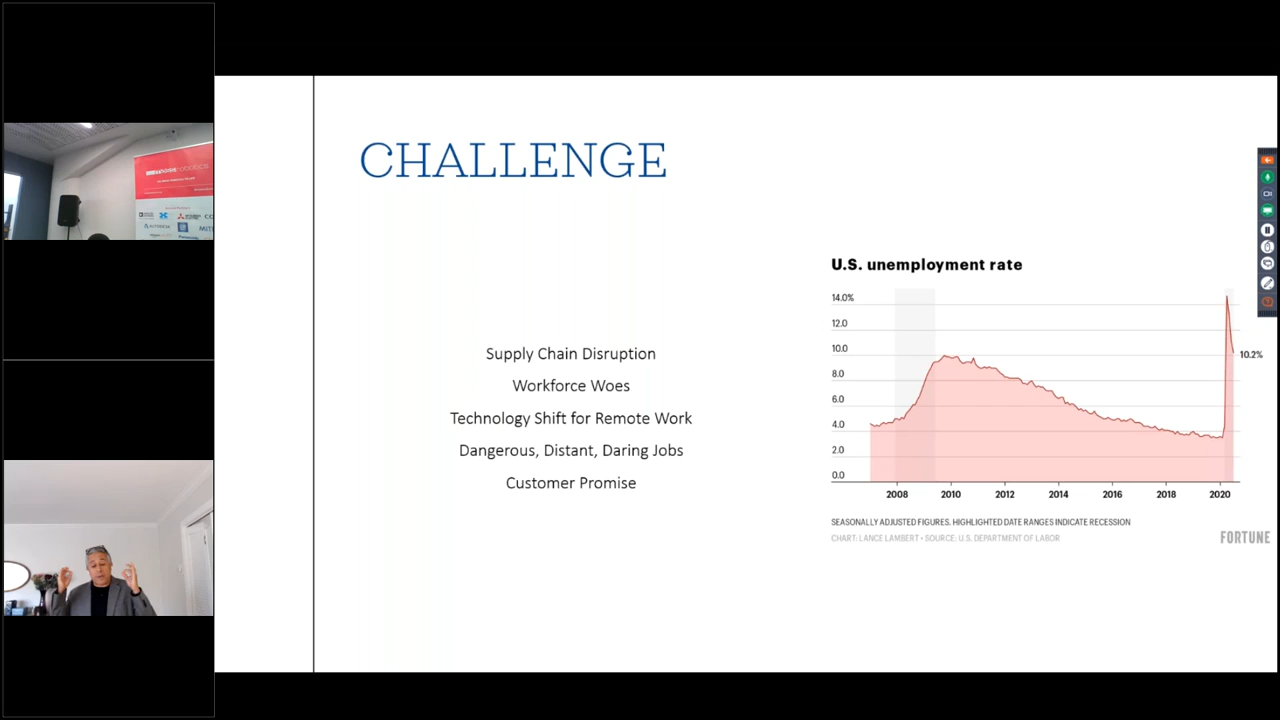 CHALLENGE
Supply Chain Disruption
Workforce Woes
Technology Shift for Remote Work
Dangerous, Distant, Daring Jobs
Customer Promise
U.S. unemployment rate
14.0%
12.0
10.0
8.0
6.0
4.0
2.0
0.0
10.2%
2008 2010 2012 2014 2016 2018 2020
SEASONALLY ADJUSTED FIGURES. HIGHLIGHTED DATE RANGES INDICATE RECESSION
CHART: LANCE LAMBERT • SOURCE: U.S. DEPARTMENT OF LABOR
FORTUNE
robotics
AUTODESK